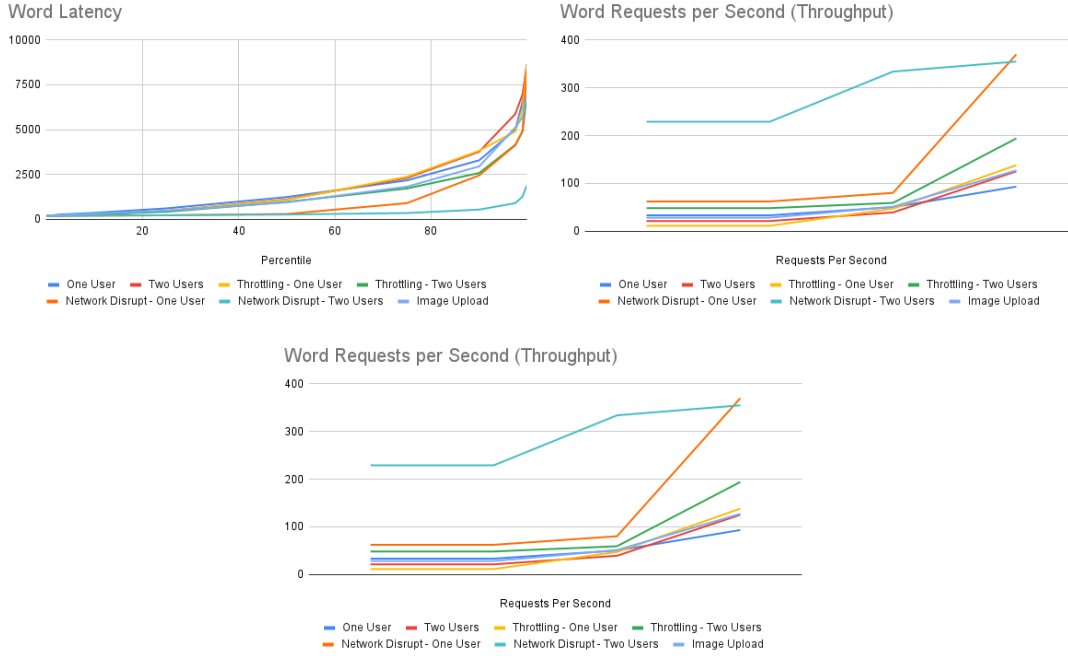 Word Latency
10000
7500
5000
2500
0
20 40 60 80
Percentile
One User Two Users Throttling - One User Throttling - Two Users
Network Disrupt - One User Network Disrupt - Two Users Image Upload
Word Requests per Second (Throughput)
400
300
200
100
0
Requests Per Second
One User Two Users Throttling - One User Throttling - Two Users
Network Disrupt - One User Network Disrupt - Two Users Image Upload
Word Requests per Second (Throughput)
400
300
200
100
0
Requests Per Second
One User Two Users Throttling - One User Throttling - Two Users
Network Disrupt - One User Network Disrupt - Two Users Image Upload